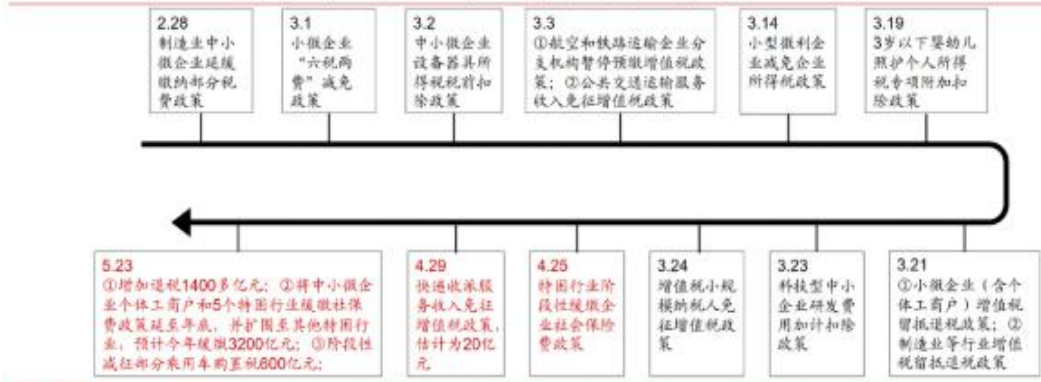 2.28
制造业中小
微企业延缓
缴纳部分税
费政策
3.1
小微企业
“六税两
费”减免
政策
3.2
中小微企业
设备器具所
得税税前扣
除政策
3.3
①航空和铁路运输企业分
支机构暂停预缴增值税政
策；②公共交通运输服务
收入免征增值税政策
3.14
小型微利企
业减免企业
所得税政策
3.19
3岁以下婴幼儿
照护个人所得
税专项附加扣
除政策
5.23
①增加退税1400多亿元；②将中小微企
业个体工商户和5个特困行业缓缴社保
费政策延至年底，并扩围至其他特困行
业，预计今年缓缴3200亿元；③阶段性
减征部分乘用车购置税600亿元；
4.29
快递收派服
务收入免征
增值税政策，
估计为20亿
元
4.25
特困行业阶
段性缓缴企
业社会保险
费政策
3.24
增值税小规
模纳税人免
征增值税政
策
3.23
科技型中小
企业研发费
用加计扣除
政策
3.21
①小微企业（含个
体工商户）增值税
留抵退税政策；②
制造业等行业增值
税留抵退税政策